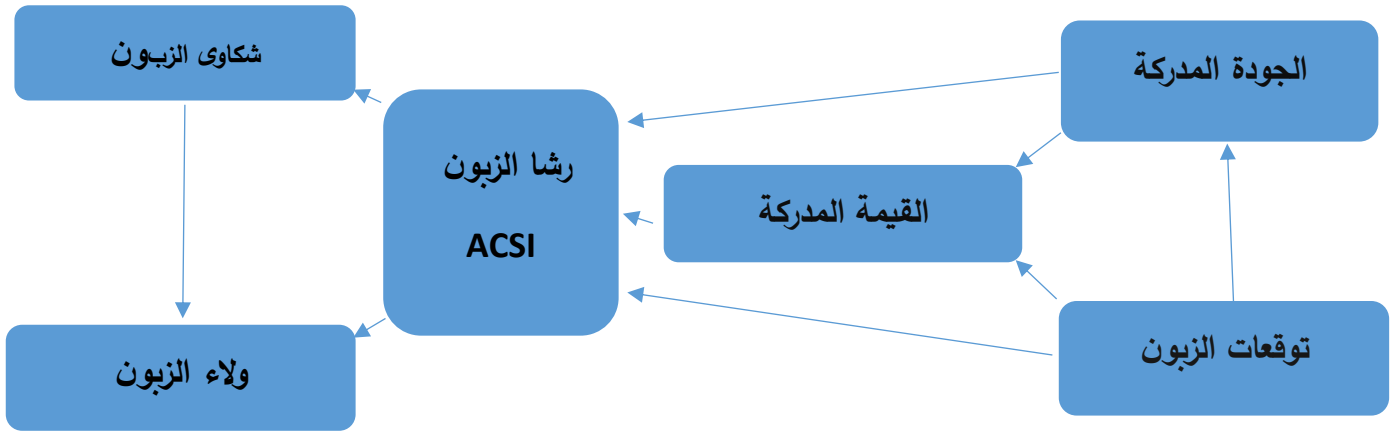 الجودة المدركة
شكاوى الزبون
رشا الزبون
ACSI
القيمة المدركة
توقعات الزبون
ولاء الزبون